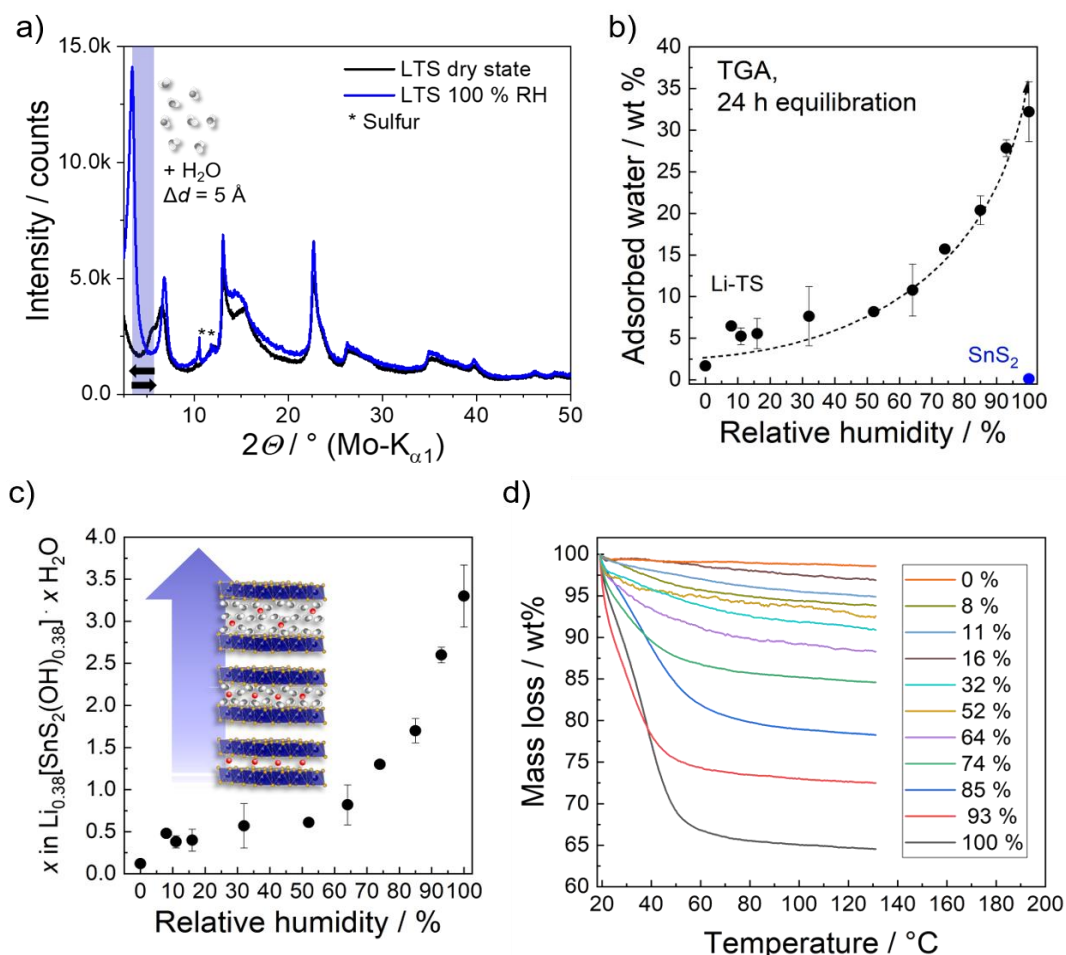 a)
15.0k
10.0k
5.0k
0.0
Intensity / counts
LTS dry state
LTS 100 % RH
* Sulfur
+ H₂O
Δd = 5 Å
**
10 20 30 40 50
2Θ / ° (Mo-Kα1)
b)
40
35
30
25
20
15
10
5
0
Adsorbed water / wt %
TGA,
24 h equilibration
Li-TS
SnS₂
0 10 20 30 40 50 60 70 80 90 100
Relative humidity / %
c)
4.0
3.5
3.0
2.5
2.0
1.5
1.0
0.5
0.0
x in Li₀.₃₈[SnS₂(OH)₀.₃₈] · x H₂O
0 10 20 30 40 50 60 70 80 90 100
Relative humidity / %
d)
100
95
90
85
80
75
70
65
60
Mass loss / wt%
0 %
8 %
11 %
16 %
32 %
52 %
64 %
74 %
85 %
93 %
100 %
20 40 60 80 100 120 140 160 180 200
Temperature / °C